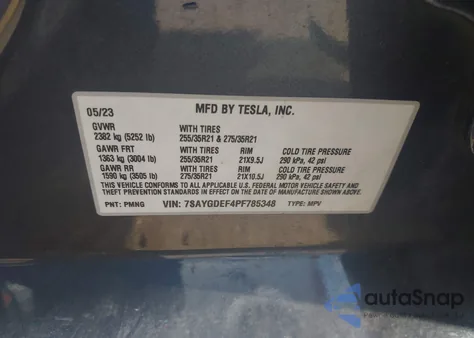 05/23 MFD BY TESLA, INC.
GVWR WITH TIRES
2382 kg (5252 lb) 255/35R21 & 275/35R21
GAWR FRT WITH TIRES RIM COLD TIRE PRESSURE
1363 kg (3004 lb) 255/35R21 21X9.5J 290 kPa, 42 psi
GAWR RR WITH TIRES RIM COLD TIRE PRESSURE
1590 kg (3505 lb) 275/35R21 21X10.5J 290 kPa, 42 psi
THIS VEHICLE CONFORMS TO ALL APPLICABLE U.S. FEDERAL MOTOR VEHICLE SAFETY AND
THEFT PREVENTION STANDARDS IN EFFECT ON THE DATE OF MANUFACTURE SHOWN ABOVE.
PNT: PMNG VIN: 7SAYGDEF4PF785348 TYPE: MPV
autoSnap